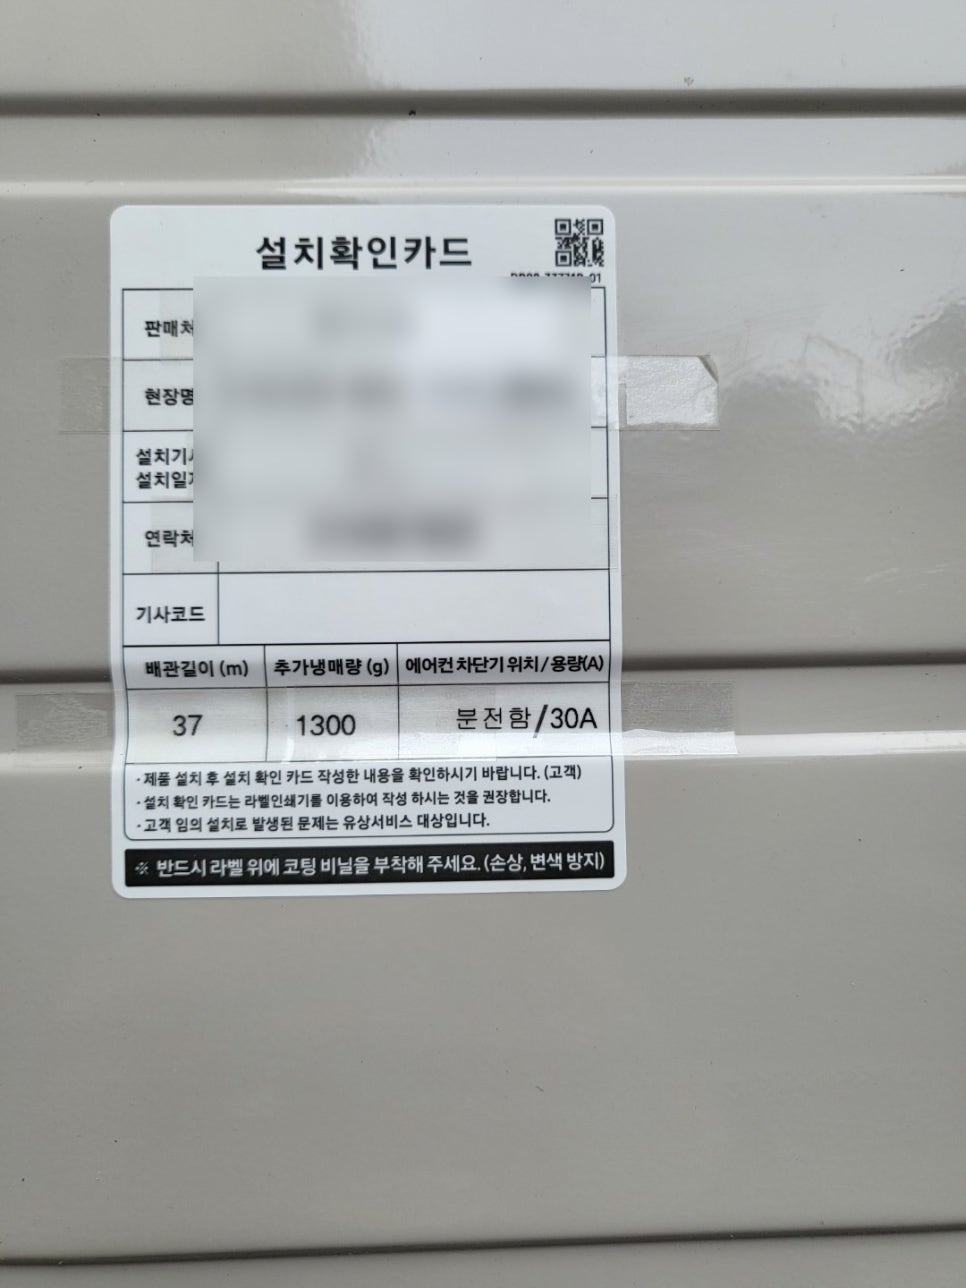 설치확인카드
판매처
현장명
설치기사
설치일자
연락처
기사코드
배관길이 (m) 추가냉매량 (g) 에어컨 차단기 위치 / 용량(A)
37 1300 분전함/30A
· 제품 설치 후 설치 확인 카드 작성한 내용을 확인하시기 바랍니다. (고객)
· 설치 확인 카드는 라벨인쇄기를 이용하여 작성 하시는 것을 권장합니다.
· 고객 임의 설치로 발생된 문제는 유상서비스 대상입니다.
※ 반드시 라벨 위에 코팅 비닐을 부착해 주세요. (손상, 변색 방지)